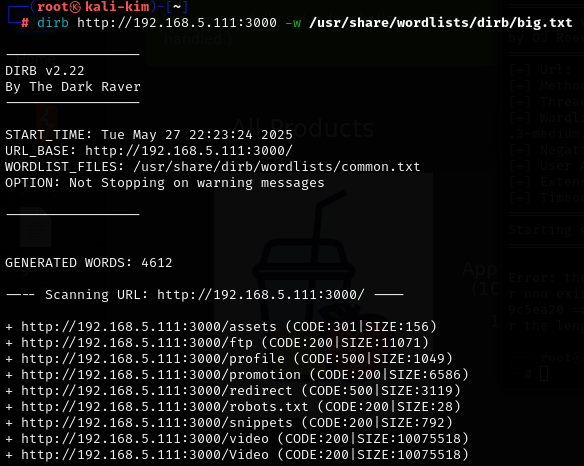 ┌──(root㉿kali-kim)-[~]
└─# dirb http://192.168.5.111:3000 -w /usr/share/wordlists/dirb/big.txt
-----------------
DIRB v2.22
By The Dark Raver
-----------------
START_TIME: Tue May 27 22:23:24 2025
URL_BASE: http://192.168.5.111:3000/
WORDLIST_FILES: /usr/share/dirb/wordlists/common.txt
OPTION: Not Stopping on warning messages
-----------------
GENERATED WORDS: 4612
---- Scanning URL: http://192.168.5.111:3000/ ----
+ http://192.168.5.111:3000/assets (CODE:301|SIZE:156)
+ http://192.168.5.111:3000/ftp (CODE:200|SIZE:11071)
+ http://192.168.5.111:3000/profile (CODE:500|SIZE:1049)
+ http://192.168.5.111:3000/promotion (CODE:200|SIZE:6586)
+ http://192.168.5.111:3000/redirect (CODE:500|SIZE:3119)
+ http://192.168.5.111:3000/robots.txt (CODE:200|SIZE:28)
+ http://192.168.5.111:3000/snippets (CODE:200|SIZE:792)
+ http://192.168.5.111:3000/video (CODE:200|SIZE:10075518)
+ http://192.168.5.111:3000/Video (CODE:200|SIZE:10075518)
All Products